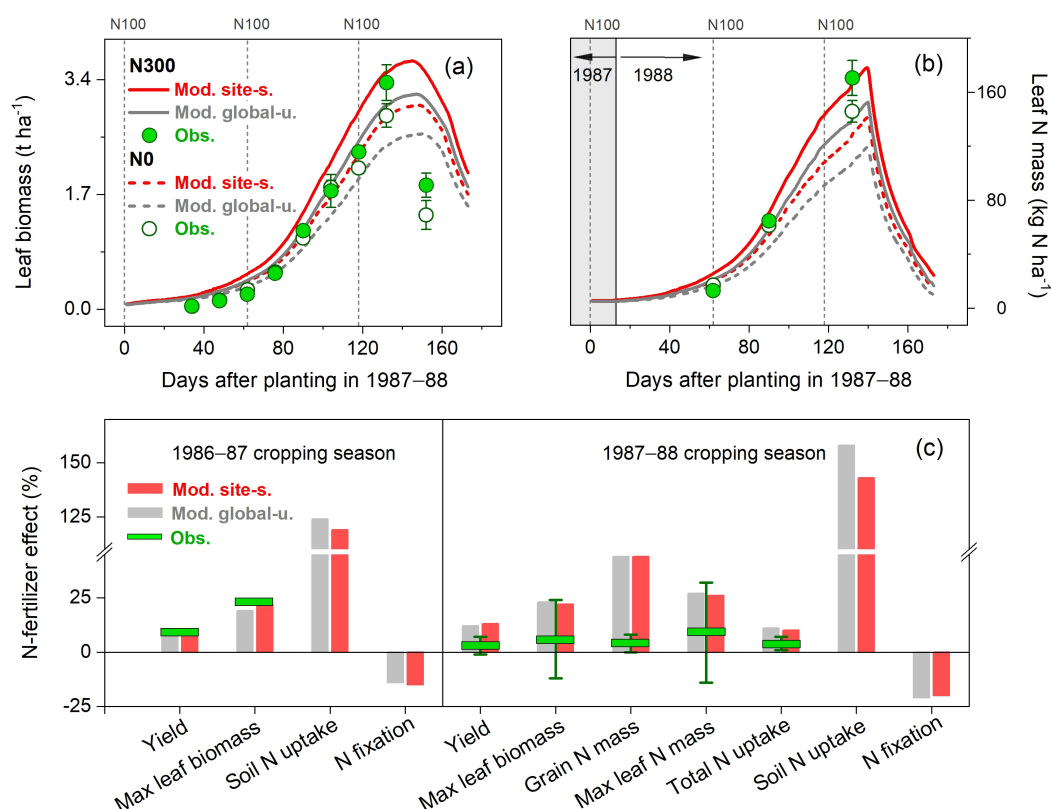 N100 N100 N100
(a)
N300
Mod. site-s.
Mod. global-u.
Obs.
N0
Mod. site-s.
Mod. global-u.
Obs.
Leaf biomass (t ha⁻¹)
3.4
1.7
0.0
0 40 80 120 160
Days after planting in 1987–88
N100 N100 N100
(b)
1987 1988
Leaf N mass (kg N ha⁻¹)
160
80
0
0 40 80 120 160
Days after planting in 1987–88
(c)
1986–87 cropping season
1987–88 cropping season
Mod. site-s.
Mod. global-u.
Obs.
N-fertilizer effect (%)
150
125
25
0
-25
Yield
Max leaf biomass
Soil N uptake
N fixation
Yield
Max leaf biomass
Grain N mass
Max leaf N mass
Total N uptake
Soil N uptake
N fixation